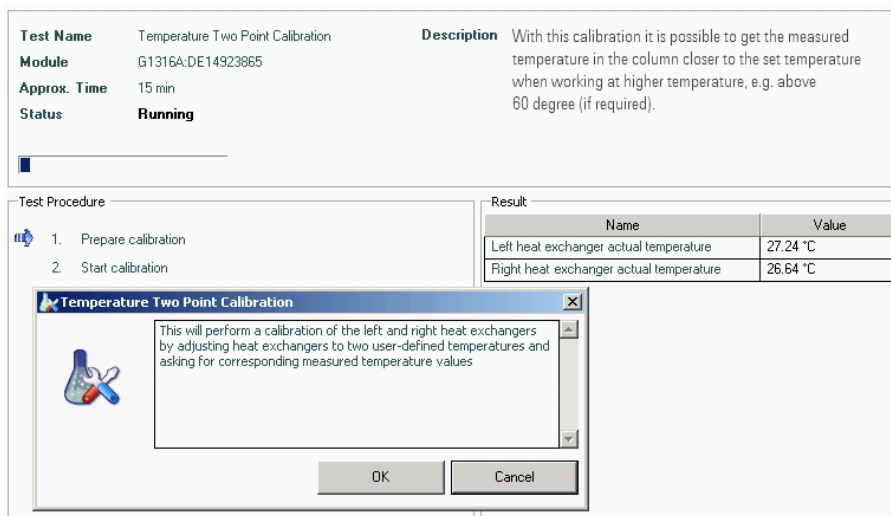 Test Name Temperature Two Point Calibration
Module G1316A:DE14923865
Approx. Time 15 min
Status Running
Description With this calibration it is possible to get the measured
temperature in the column closer to the set temperature
when working at higher temperature, e.g. above
60 degree (if required).
Test Procedure
1. Prepare calibration
2. Start calibration
Result
Name Value
Left heat exchanger actual temperature 27.24 °C
Right heat exchanger actual temperature 26.64 °C
Temperature Two Point Calibration
This will perform a calibration of the left and right heat exchangers
by adjusting heat exchangers to two user-defined temperatures and
asking for corresponding measured temperature values
OK Cancel